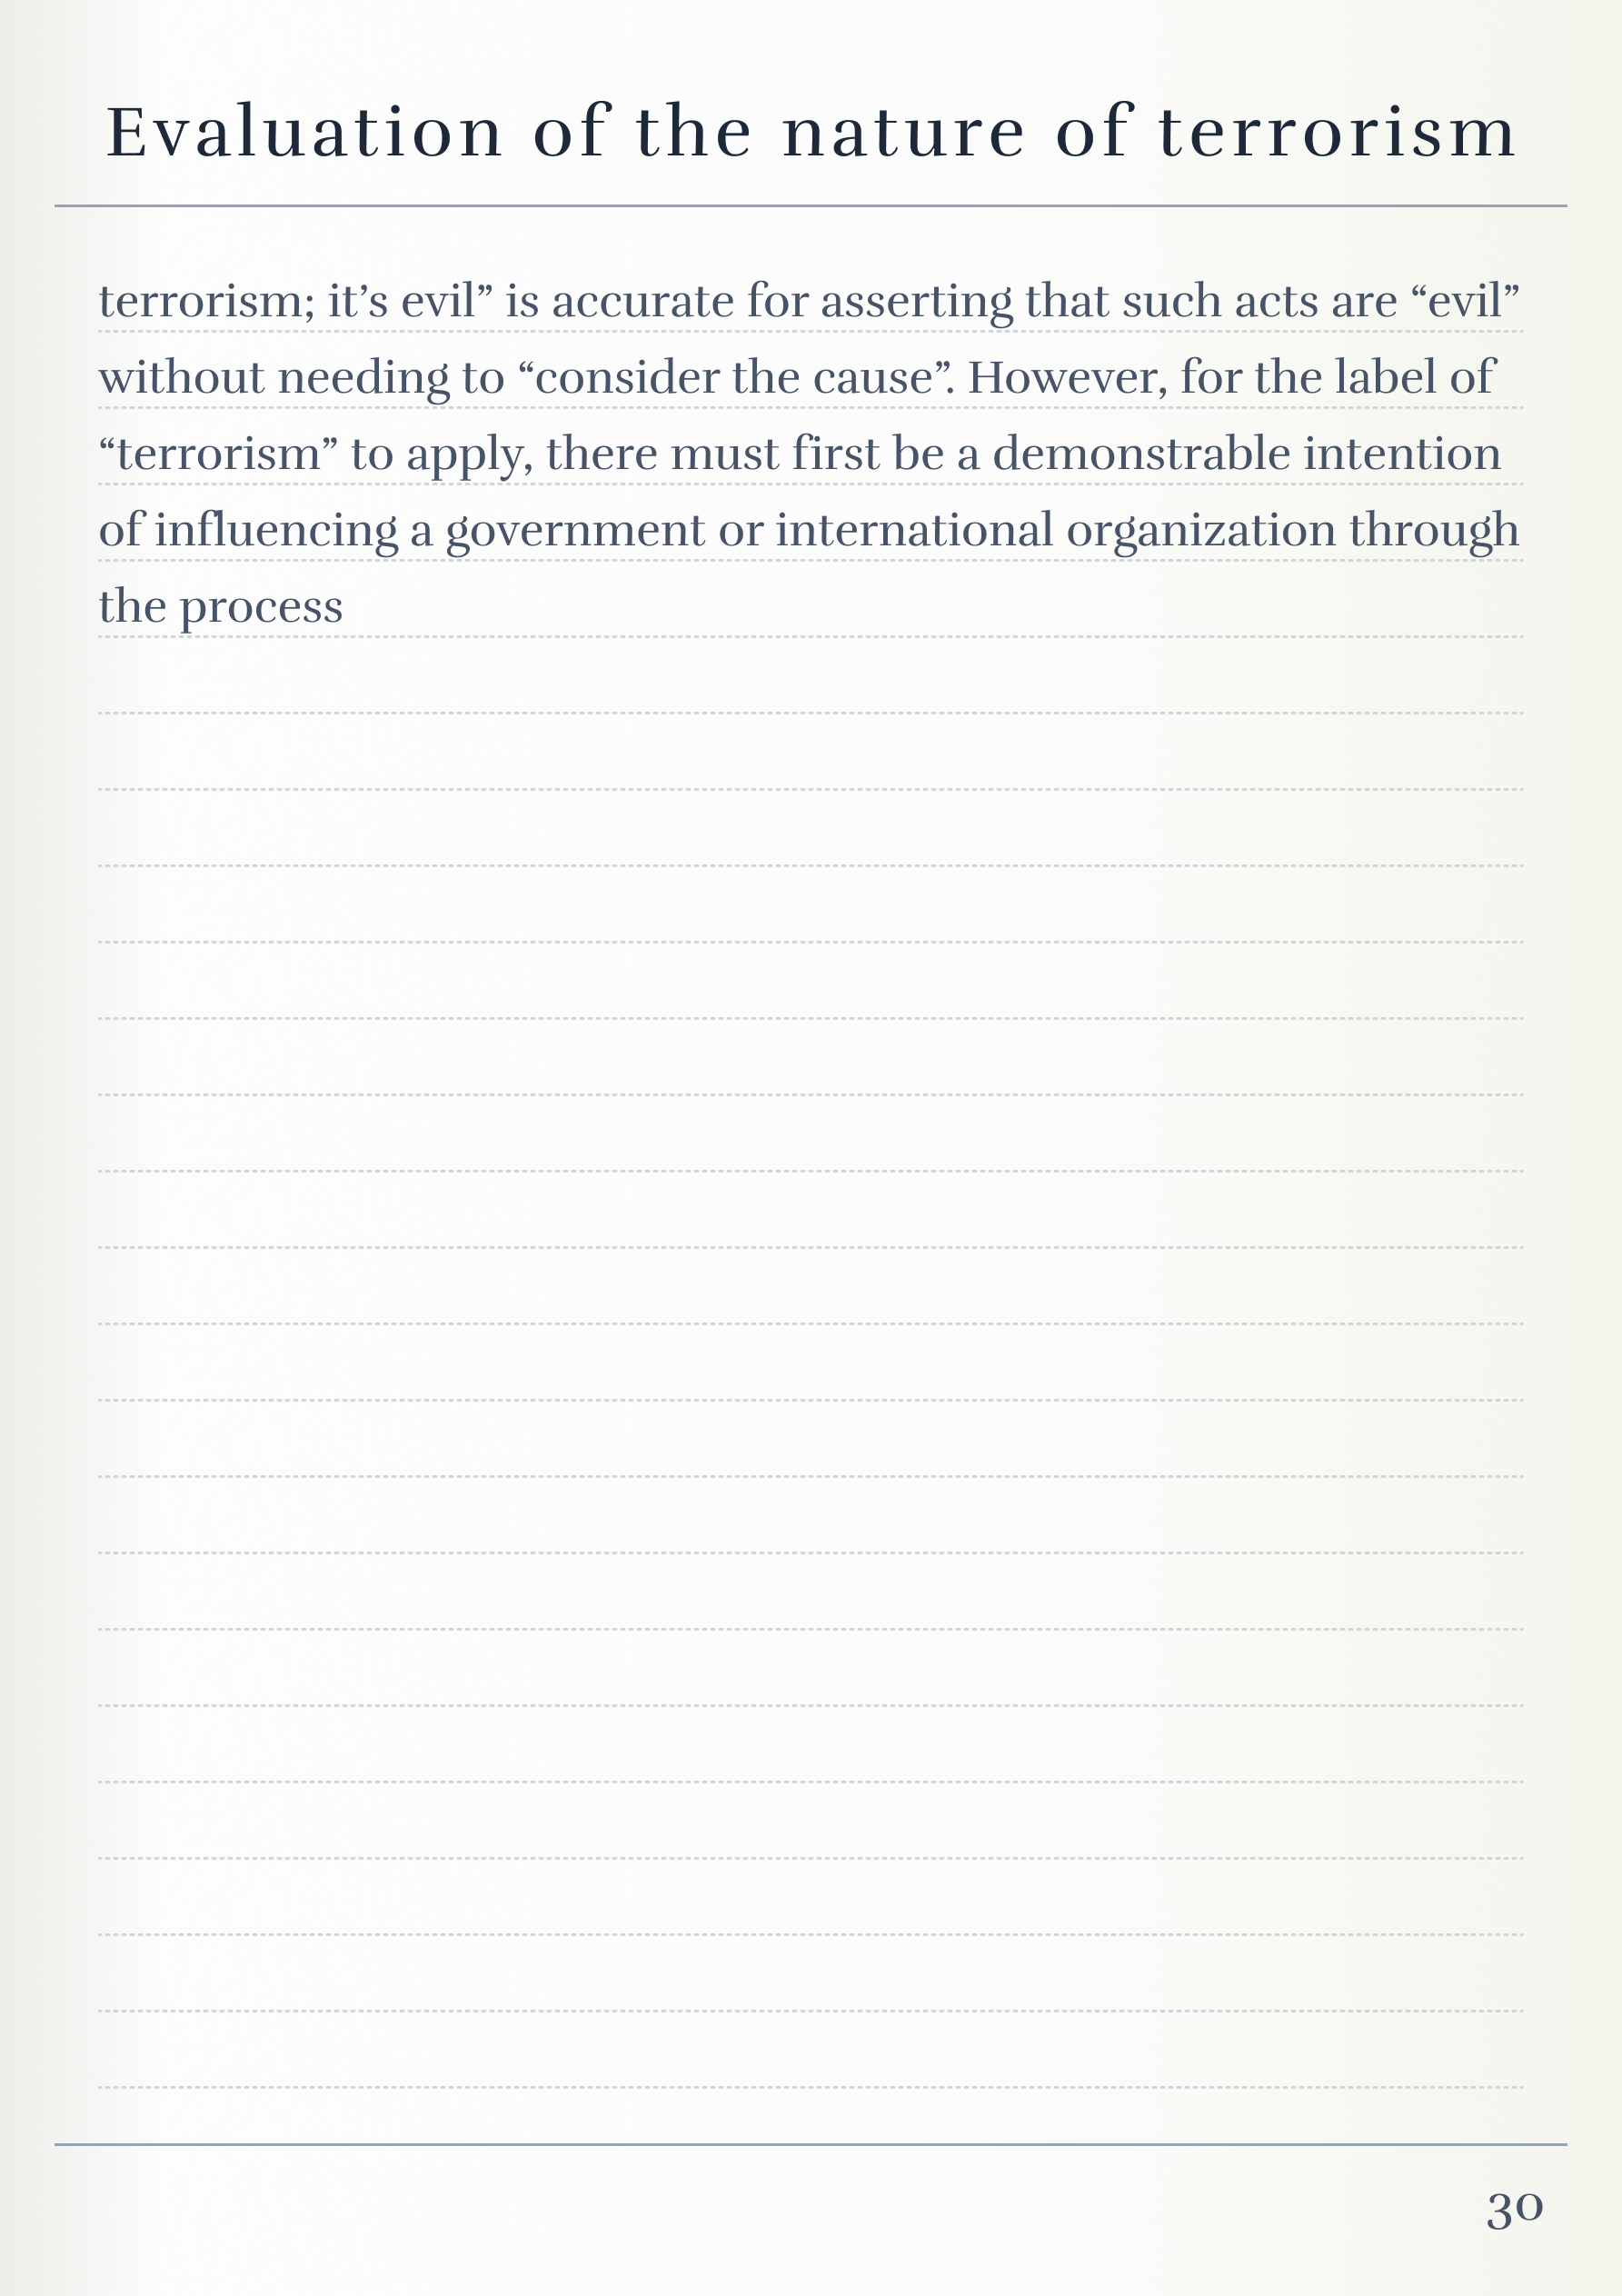 Evaluation of the nature of terrorism
terrorism; it’s evil” is accurate for asserting that such acts are “evil”
without needing to “consider the cause”. However, for the label of
“terrorism” to apply, there must first be a demonstrable intention
of influencing a government or international organization through
the process
30